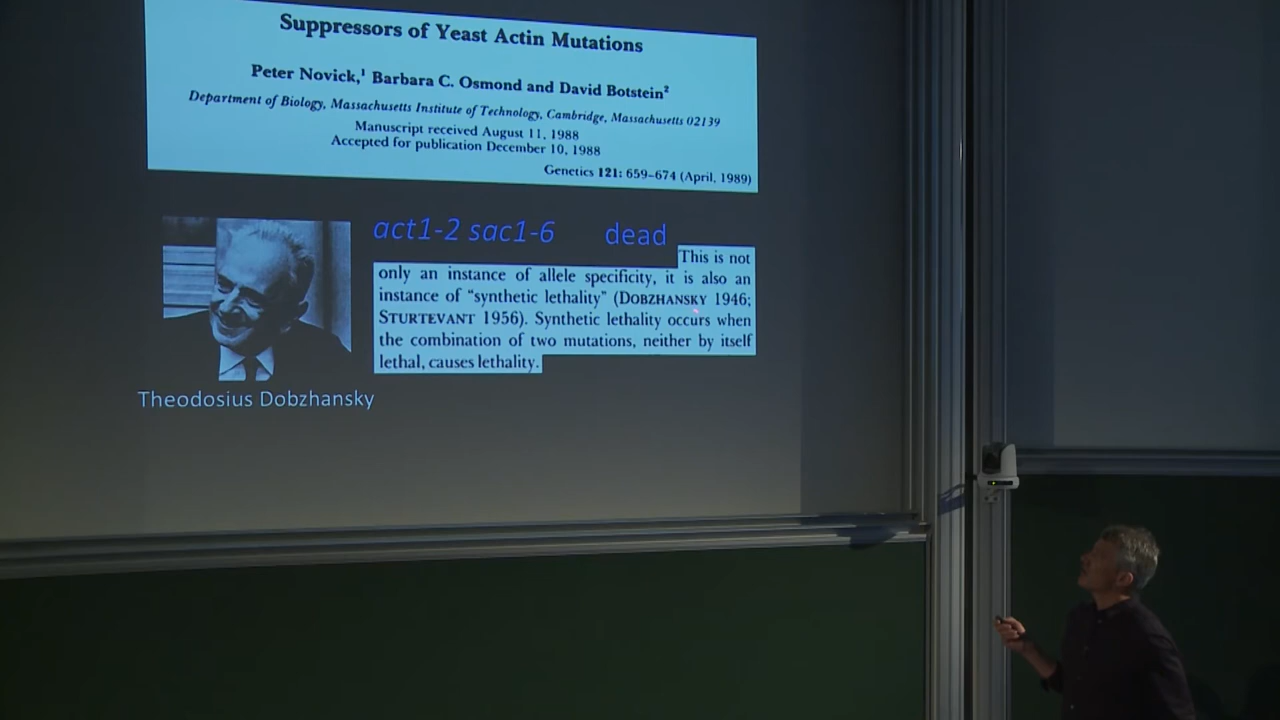 Suppressors of Yeast Actin Mutations
Peter Novick,¹ Barbara C. Osmond and David Botstein²
Department of Biology, Massachusetts Institute of Technology, Cambridge, Massachusetts 02139
Manuscript received August 11, 1988
Accepted for publication December 10, 1988
Genetics 121: 659–674 (April, 1989)
act1-2 sac1-6 dead
This is not
only an instance of allele specificity, it is also an
instance of “synthetic lethality” (DOBZHANSKY 1946;
STURTEVANT 1956). Synthetic lethality occurs when
the combination of two mutations, neither by itself
lethal, causes lethality.
Theodosius Dobzhansky